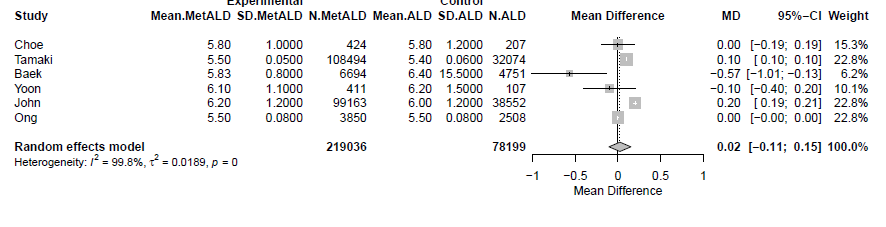 Experimental Control
Study Mean.MetALD SD.MetALD N.MetALD Mean.ALD SD.ALD N.ALD Mean Difference MD 95%−CI Weight
Choe 5.80 1.0000 424 5.80 1.2000 207 0.00 [−0.19; 0.19] 15.3%
Tamaki 5.50 0.0500 108494 5.40 0.0600 32074 0.10 [ 0.10; 0.10] 22.8%
Baek 5.83 0.8000 6694 6.40 15.5000 4751 −0.57 [−1.01; −0.13] 6.2%
Yoon 6.10 1.1000 411 6.20 1.5000 107 −0.10 [−0.40; 0.20] 10.1%
John 6.20 1.2000 99163 6.00 1.2000 38552 0.20 [ 0.19; 0.21] 22.8%
Ong 5.50 0.0800 3850 5.50 0.0800 2508 0.00 [−0.00; 0.00] 22.8%
Random effects model 219036 78199 0.02 [−0.11; 0.15] 100.0%
Heterogeneity: I² = 99.8%, τ² = 0.0189, p = 0
−1 −0.5 0 0.5 1
Mean Difference